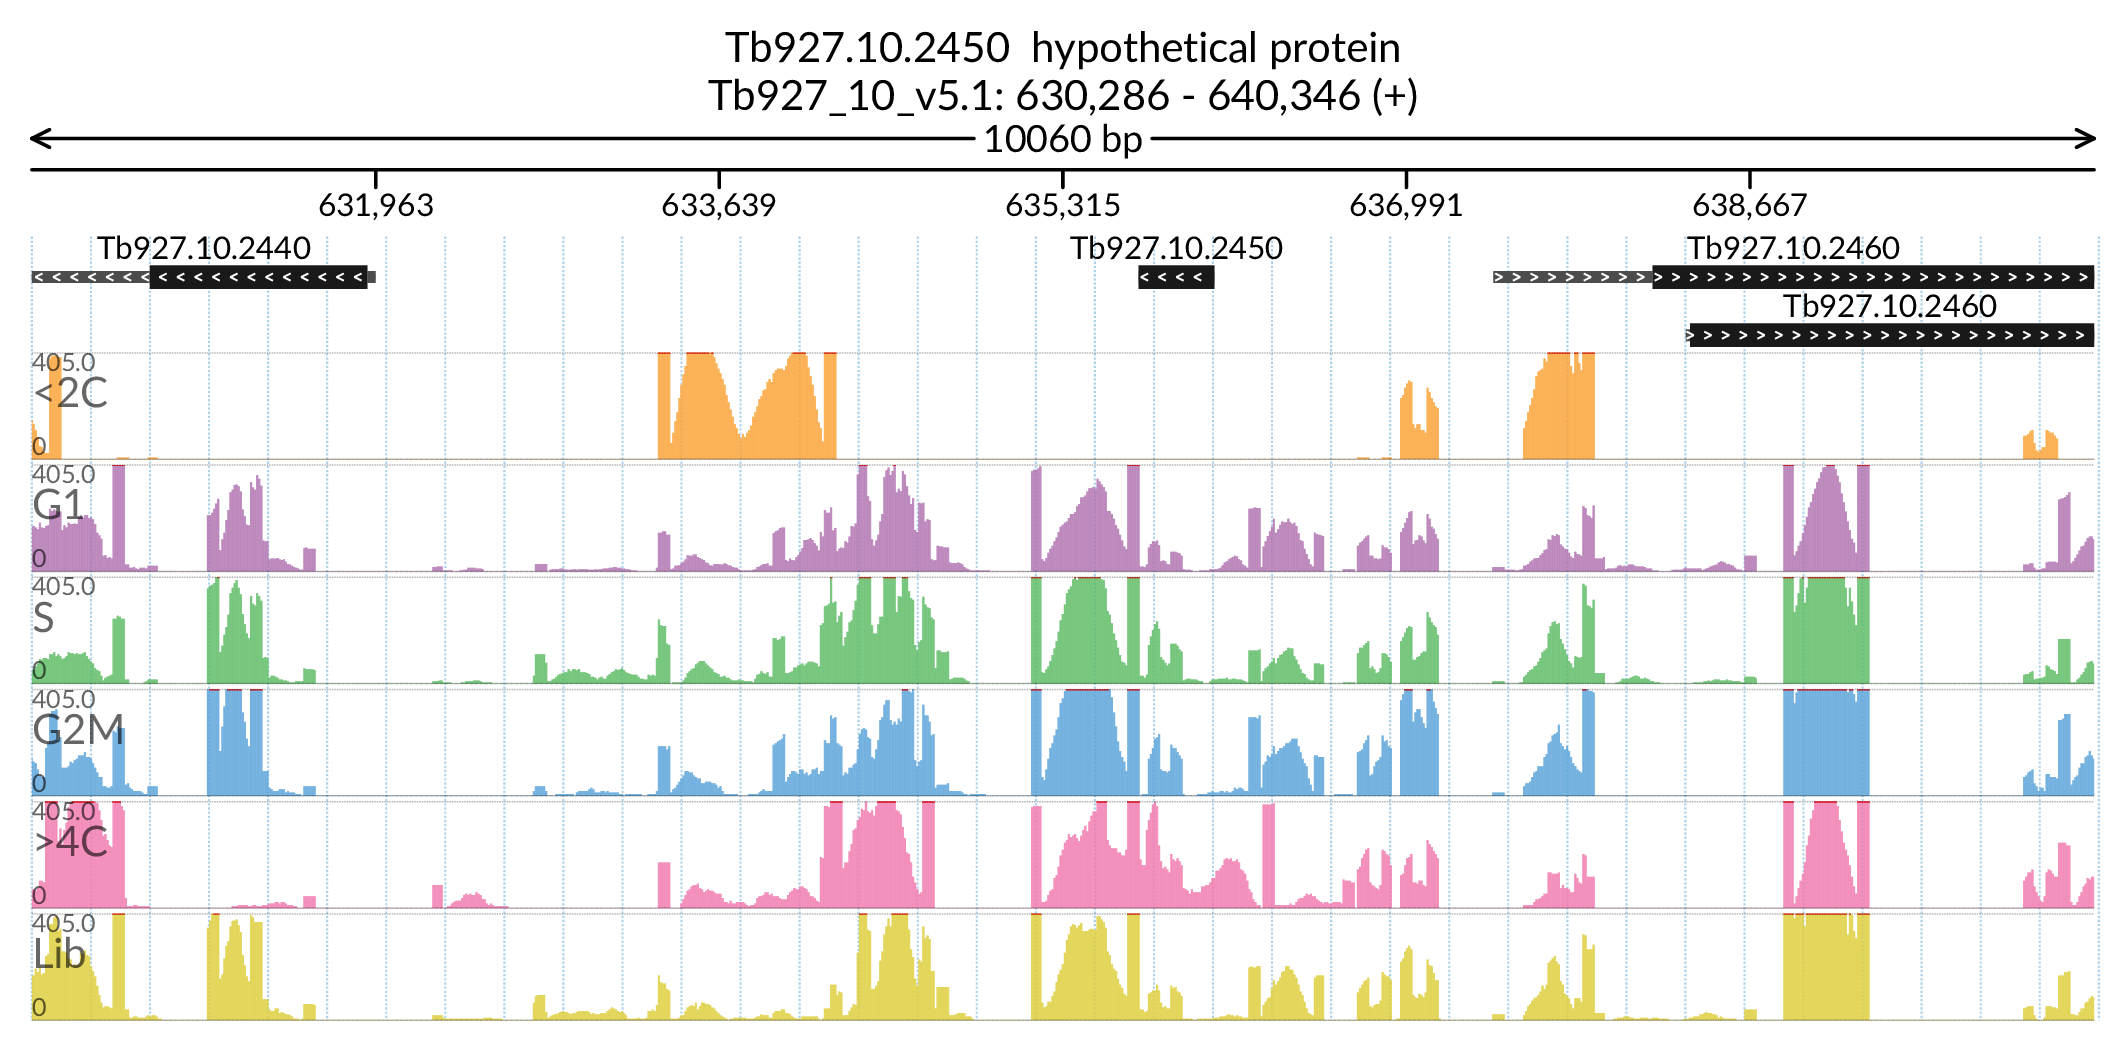 Tb927.10.2450  hypothetical protein
Tb927_10_v5.1: 630,286 - 640,346 (+)
10060 bp
631,963 633,639 635,315 636,991 638,667
Tb927.10.2440 Tb927.10.2450 Tb927.10.2460
Tb927.10.2460
405.0
<2C
0
405.0
G1
0
405.0
S
0
405.0
G2M
0
405.0
>4C
0
405.0
Lib
0